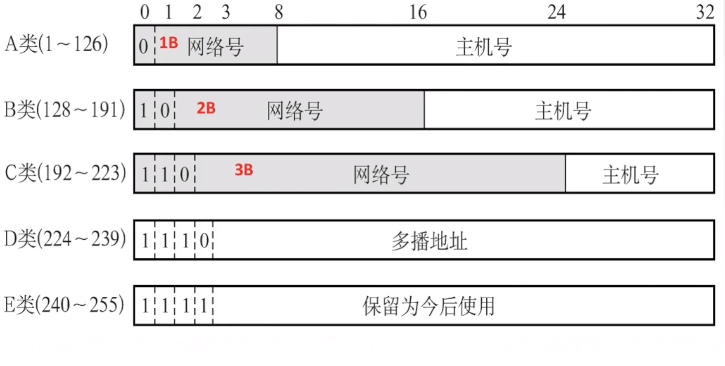 0 1 2 3 8 16 24 32
A类(1~126) 0 1B 网络号 主机号
B类(128~191) 1 0 2B 网络号 主机号
C类(192~223) 1 1 0 3B 网络号 主机号
D类(224~239) 1 1 1 0 多播地址
E类(240~255) 1 1 1 1 保留为今后使用